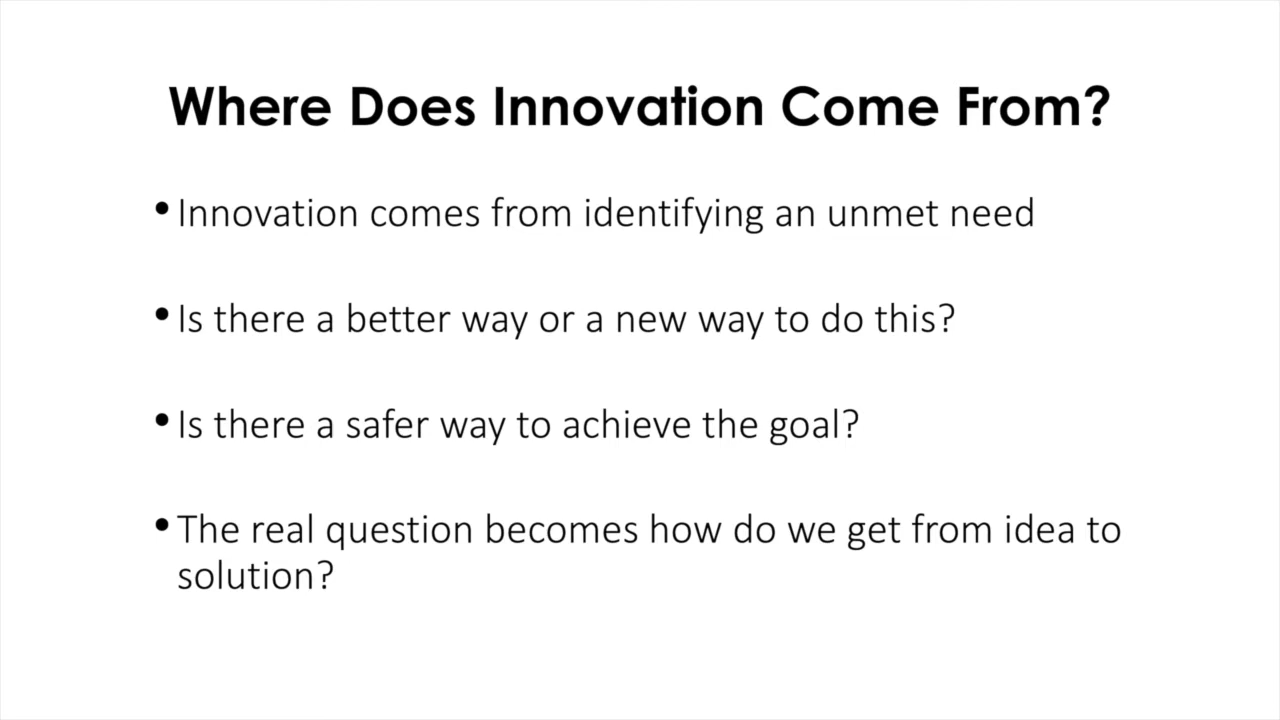 Where Does Innovation Come From?
•Innovation comes from identifying an unmet need
•Is there a better way or a new way to do this?
•Is there a safer way to achieve the goal?
•The real question becomes how do we get from idea to
solution?